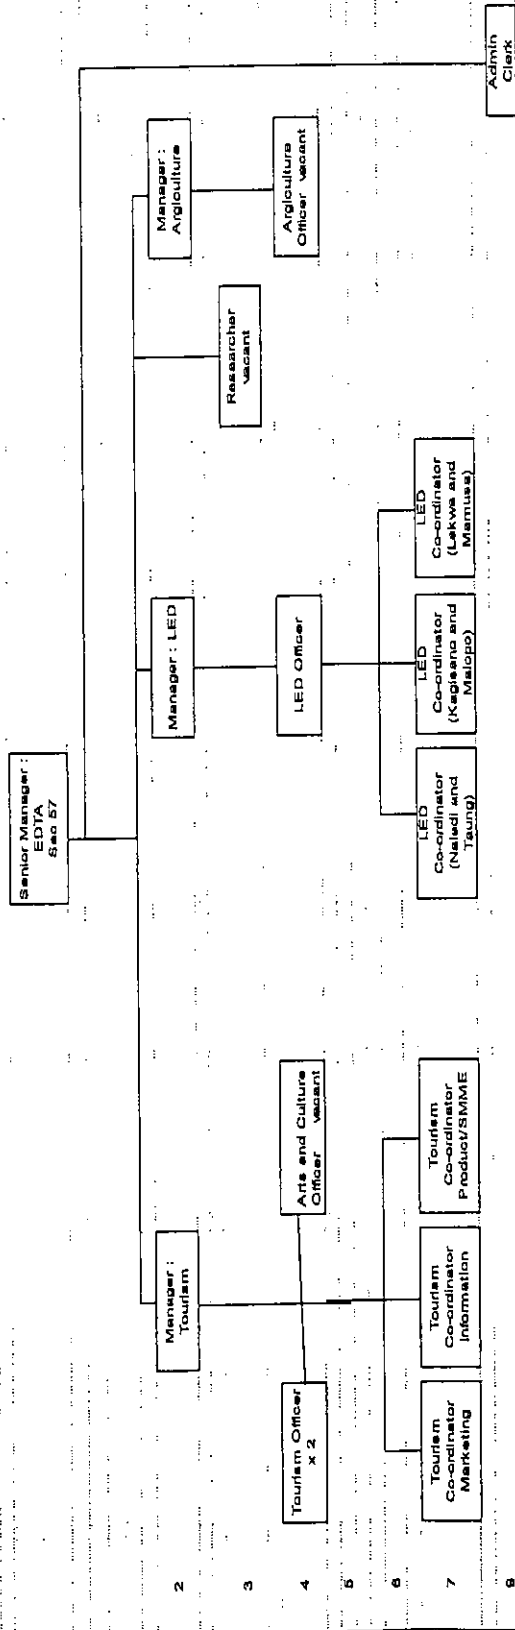 Senior Manager :
EDTA
Sec 57
2
Manager :
Tourism
Manager : LED
Manager :
Argiculture
3
Researcher
vacant
4
Tourism Officer
x 2
Arts and Culture
Officer vacant
LED Officer
Argiculture
Officer vacant
5
6
7
Tourism
Co-ordinator
Marketing
Tourism
Co-ordinator
Information
Tourism
Co-ordinator
Product/SMME
LED
Co-ordinator
(Naledi and
Taung)
LED
Co-ordinator
(Kagisano and
Molopo)
LED
Co-ordinator
(Lekwa and
Mamusa)
Admin
Clerk